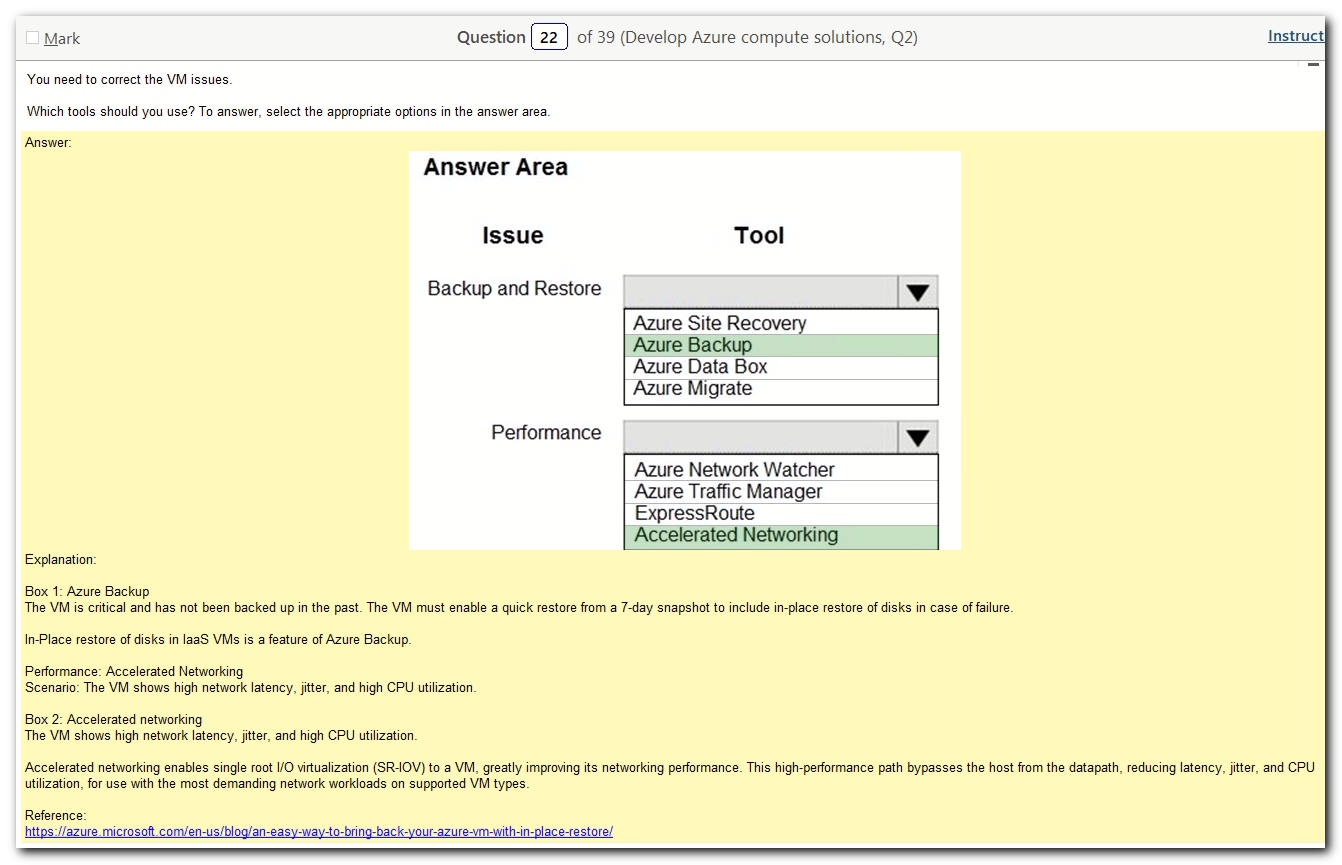 Mark
Question 22 of 39 (Develop Azure compute solutions, Q2)
Instruct
You need to correct the VM issues.
Which tools should you use? To answer, select the appropriate options in the answer area.
Answer:
Answer Area
Issue Tool
Backup and Restore
Azure Site Recovery
Azure Backup
Azure Data Box
Azure Migrate
Performance
Azure Network Watcher
Azure Traffic Manager
ExpressRoute
Accelerated Networking
Explanation:
Box 1: Azure Backup
The VM is critical and has not been backed up in the past. The VM must enable a quick restore from a 7-day snapshot to include in-place restore of disks in case of failure.
In-Place restore of disks in IaaS VMs is a feature of Azure Backup.
Performance: Accelerated Networking
Scenario: The VM shows high network latency, jitter, and high CPU utilization.
Box 2: Accelerated networking
The VM shows high network latency, jitter, and high CPU utilization.
Accelerated networking enables single root I/O virtualization (SR-IOV) to a VM, greatly improving its networking performance. This high-performance path bypasses the host from the datapath, reducing latency, jitter, and CPU
utilization, for use with the most demanding network workloads on supported VM types.
Reference:
https://azure.microsoft.com/en-us/blog/an-easy-way-to-bring-back-your-azure-vm-with-in-place-restore/